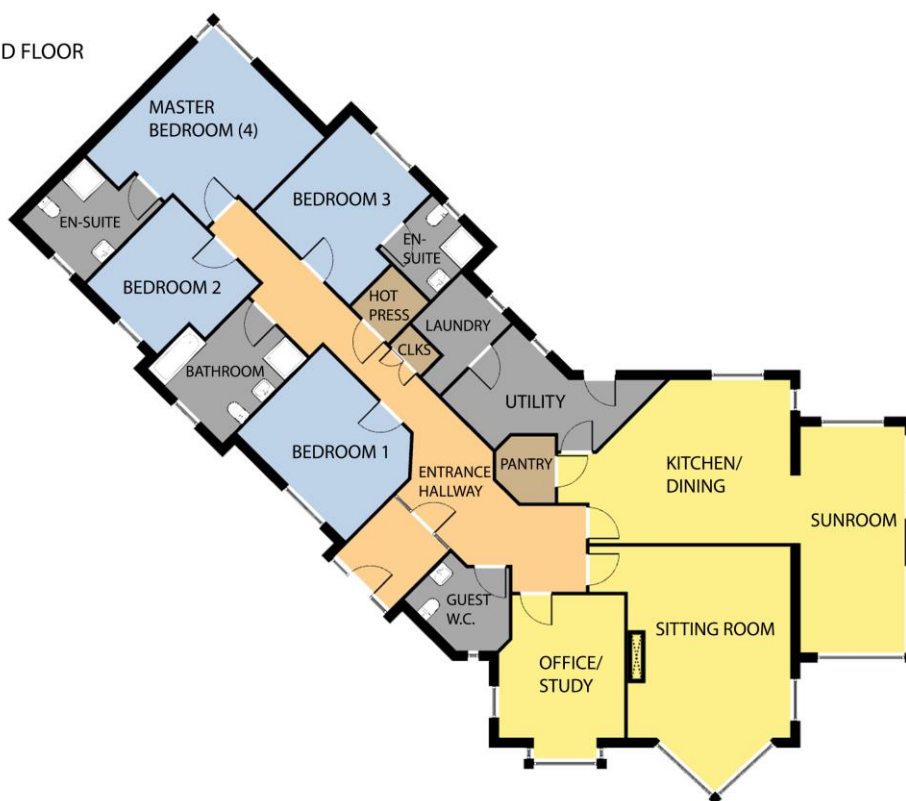 D FLOOR
MASTER
BEDROOM (4)
BEDROOM 3
EN-SUITE
EN-
SUITE
BEDROOM 2
HOT
PRESS
LAUNDRY
CLKS
BATHROOM
UTILITY
BEDROOM 1
PANTRY
ENTRANCE
HALLWAY
KITCHEN/
DINING
SUNROOM
GUEST
W.C.
SITTING ROOM
OFFICE/
STUDY